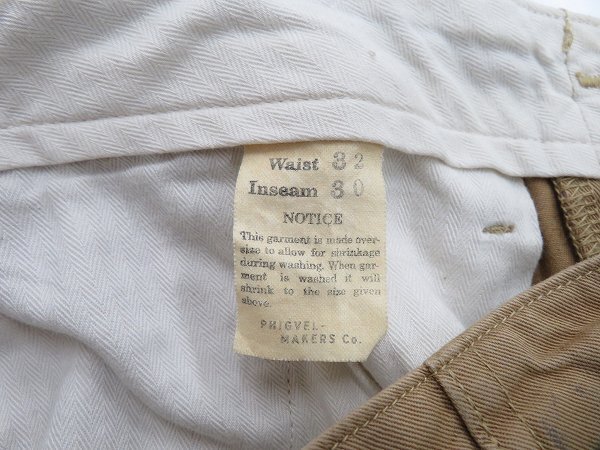 Waist 32
Inseam 30
NOTICE
This garment is made over-
size to allow for shrinkage
during washing. When gar-
ment is washed it will
shrink to the size given
above.
PHIGVEL-
MAKERS Co.